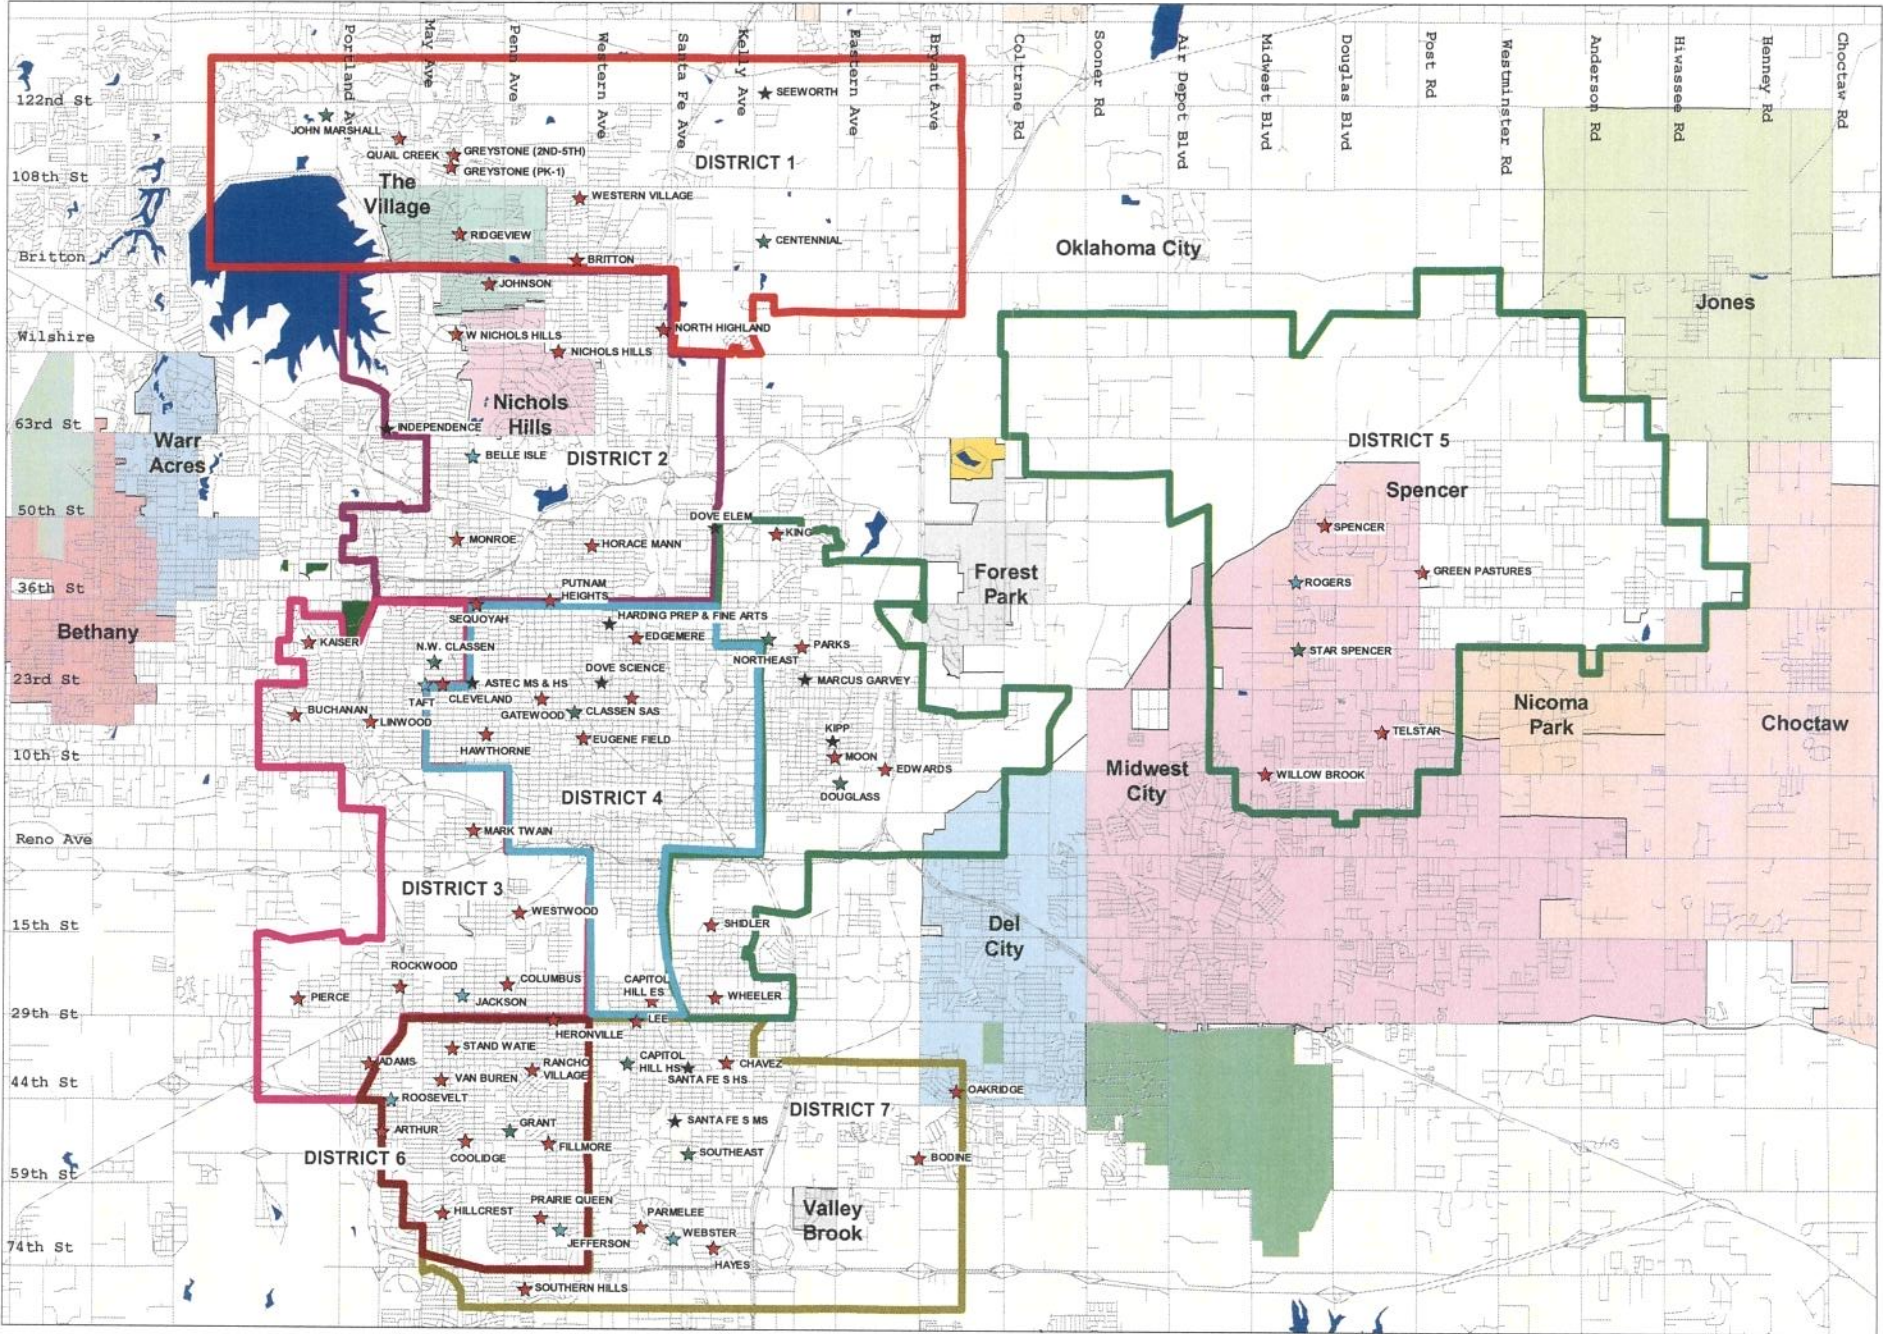 Portland Av
May Ave
Penn Ave
Western Ave
Santa Fe Ave
Kelly Ave
Eastern Ave
Bryant Ave
Coltrane Rd
Sooner Rd
Air Depot Blvd
Midwest Blvd
Douglas Blvd
Post Rd
Westminster Rd
Anderson Rd
Hiwassee Rd
Henney Rd
Choctaw Rd
122nd St
SEEWORTH
JOHN MARSHALL
QUAIL CREEK
GREYSTONE (2ND-5TH)
GREYSTONE (PK-1)
DISTRICT 1
108th St
The
Village
WESTERN VILLAGE
RIDGEVIEW
CENTENNIAL
Oklahoma City
Britton
BRITTON
JOHNSON
Jones
Wilshire
W NICHOLS HILLS
NORTH HIGHLAND
NICHOLS HILLS
Nichols
Hills
63rd St
INDEPENDENCE
Warr
Acres
BELLE ISLE
DISTRICT 2
DISTRICT 5
Spencer
50th St
DOVE ELEM
KING
SPENCER
MONROE
HORACE MANN
36th St
PUTNAM
HEIGHTS
Forest
Park
ROGERS
GREEN PASTURES
SEQUOYAH
HARDING PREP & FINE ARTS
Bethany
KAISER
EDGEMERE
N.W. CLASSEN
NORTHEAST
PARKS
STAR SPENCER
DOVE SCIENCE
23rd St
ASTEC MS & HS
MARCUS GARVEY
TAFT
CLEVELAND
GATEWOOD
CLASSEN SAS
BUCHANAN
LINWOOD
Nicoma
Park
Choctaw
HAWTHORNE
EUGENE FIELD
KIPP
MOON
TELSTAR
10th St
EDWARDS
Midwest
City
WILLOW BROOK
DOUGLASS
DISTRICT 4
MARK TWAIN
Reno Ave
DISTRICT 3
WESTWOOD
15th St
SHIDLER
Del
City
ROCKWOOD
COLUMBUS
CAPITOL
HILL ES
PIERCE
JACKSON
WHEELER
29th St
LEE
HERONVILLE
STAND WATIE
ADAMS
RANCHO
VILLAGE
CAPITOL
HILL HS
CHAVEZ
VAN BUREN
SANTA FE S HS
44th St
ROOSEVELT
OAKRIDGE
DISTRICT 7
ARTHUR
GRANT
SANTA FE S MS
COOLIDGE
FILLMORE
DISTRICT 6
SOUTHEAST
BODINE
59th St
PRAIRIE QUEEN
HILLCREST
PARMELEE
Valley
Brook
JEFFERSON
WEBSTER
74th St
HAYES
SOUTHERN HILLS